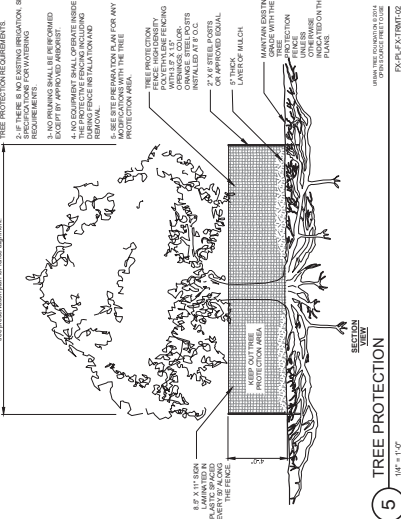 TREE PROTECTION REQUIREMENTS.
2- IF THERE IS NO EXISTING IRRIGATION,
SPECIFICATIONS FOR WATERING
REQUIREMENTS.
3- NO PRUNING SHALL BE PERFORMED
EXCEPT BY APPROVED ARBORIST.
4- NO EQUIPMENT SHALL OPERATE INSIDE
THE PROTECTIVE FENCING INCLUDING
DURING FENCE INSTALLATION AND
REMOVAL.
5- SEE SITE PREPARATION PLAN FOR ANY
MODIFICATIONS WITH THE TREE
PROTECTION AREA.
TREE PROTECTION
FENCE: HIGH DENSITY
POLYETHYLENE FENCING
WITH 3.5" X 1.5"
OPENINGS; COLOR-
ORANGE. STEEL POSTS
INSTALLED AT 8' O.C.
2" X 6' STEEL POSTS
OR APPROVED EQUAL.
5" THICK
LAYER OF MULCH
MAINTAIN EXISTING
GRADE WITH THE
TREE
PROTECTION
FENCE
UNLESS
OTHERWISE
INDICATED ON THE
PLANS.
8.5" X 11" SIGN
LAMINATED IN
PLASTIC SPACED
EVERY 50' ALONG
THE FENCE.
KEEP OUT TREE
PROTECTION AREA
4'-0"
SECTION
VIEW
5
TREE PROTECTION
1/4" = 1'-0"
URBAN TREE FOUNDATION © 2014
OPEN SOURCE FREE TO USE
FX-PL-FX-TRMT-02